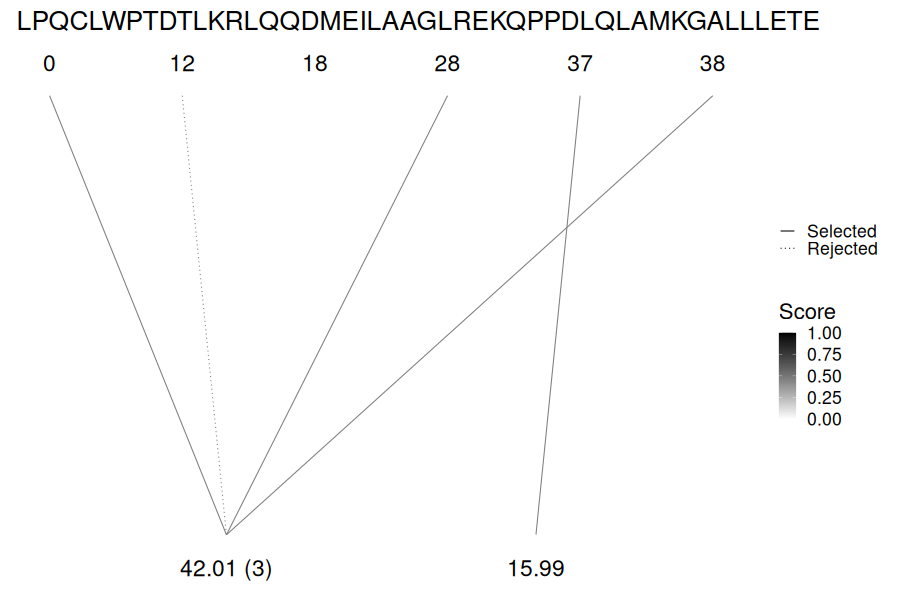 LPQCLWPTDTLKRLQQDMEILAAGLREKQPPDLQLAMKGALLLETE
0 12 18 28 37 38
Selected
Rejected
Score
1.00
0.75
0.50
0.25
0.00
42.01 (3) 15.99